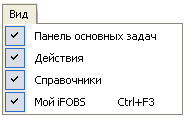 Вид
Панель основных задач
Действия
Справочники
Мой iFOBS Ctrl+F3